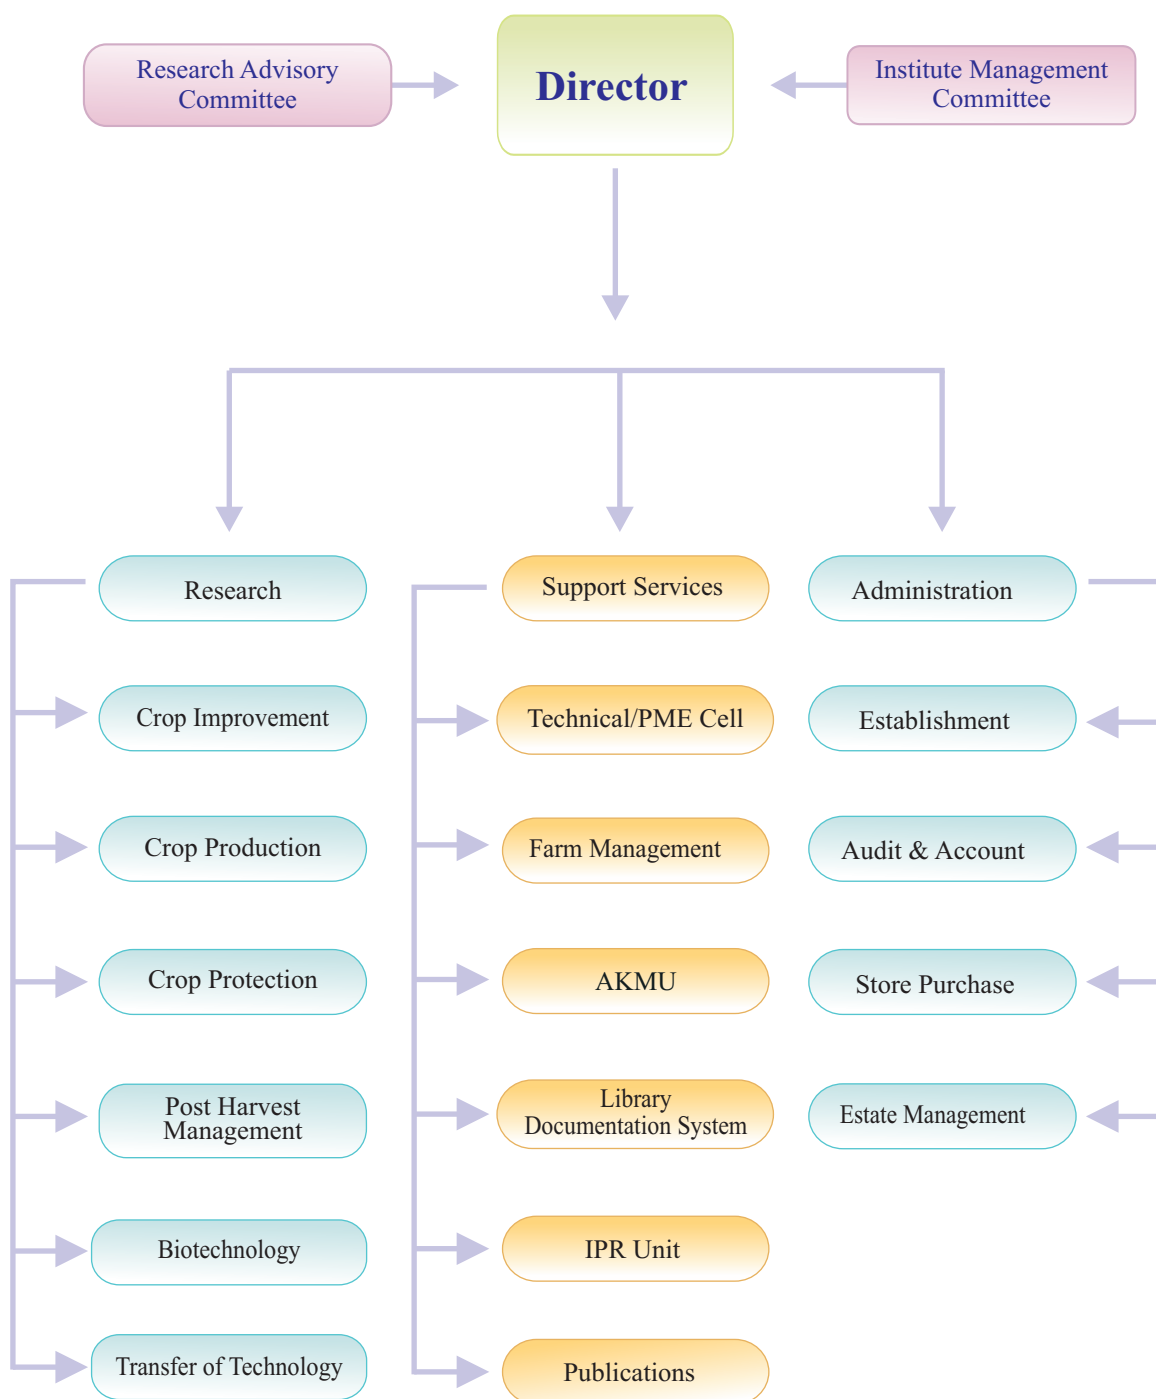 Research Advisory
Committee
Director
Institute Management
Committee
Research
Crop Improvement
Crop Production
Crop Protection
Post Harvest
Management
Biotechnology
Transfer of Technology
Support Services
Technical/PME Cell
Farm Management
AKMU
Library
Documentation System
IPR Unit
Publications
Administration
Establishment
Audit & Account
Store Purchase
Estate Management